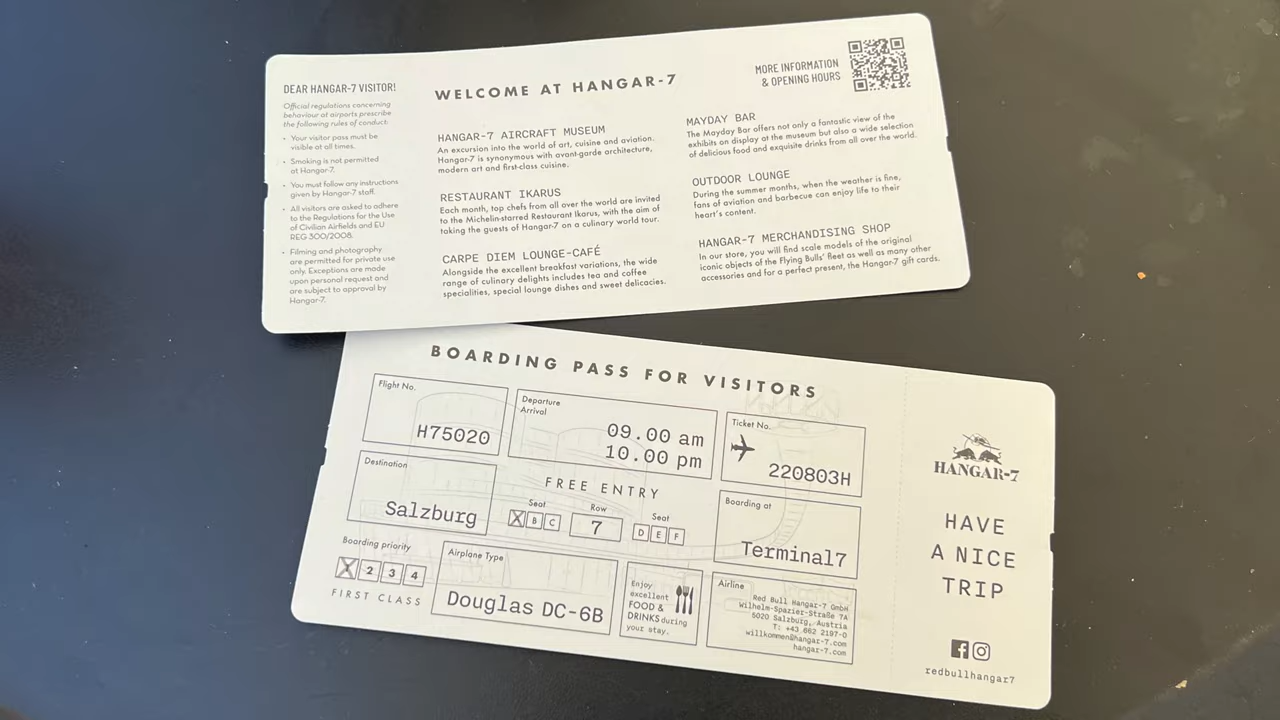 DEAR HANGAR-7 VISITOR!
Official regulations concerning
behaviour at airports prescribe
the following rules of conduct:
• Your visitor pass must be
visible at all times.
• Smoking is not permitted
at Hangar-7.
• You must follow any instructions
given by Hangar-7 staff.
• All visitors are asked to adhere
to the Regulations for the Use
of Civilian Airfields and EU
REG 300/2008.
• Filming and photography
are permitted for private use
only. Exceptions are made
upon personal request and
are subject to approval by
Hangar-7.
WELCOME AT HANGAR-7
HANGAR-7 AIRCRAFT MUSEUM
An excursion into the world of art, cuisine and aviation.
Hangar-7 is synonymous with avant-garde architecture,
modern art and first-class cuisine.
RESTAURANT IKARUS
Each month, top chefs from all over the world are invited
to the Michelin-starred Restaurant Ikarus, with the aim of
taking the guests of Hangar-7 on a culinary world tour.
CARPE DIEM LOUNGE-CAFÉ
Alongside the excellent breakfast variations, the wide
range of culinary delights includes tea and coffee
specialities, special lounge dishes and sweet delicacies.
MORE INFORMATION
& OPENING HOURS
MAYDAY BAR
The Mayday Bar offers not only a fantastic view of the
exhibits on display at the museum but also a wide selection
of delicious food and exquisite drinks from all over the world.
OUTDOOR LOUNGE
During the summer months, when the weather is fine,
fans of aviation and barbecue can enjoy life to their
heart's content.
HANGAR-7 MERCHANDISING SHOP
In our store, you will find scale models of the original
iconic objects of the Flying Bulls' fleet as well as many other
accessories and for a perfect present, the Hangar-7 gift cards.
BOARDING PASS FOR VISITORS
Flight No.
H75020
Departure
Arrival
09.00 am
10.00 pm
Ticket No.
220803H
Destination
Salzburg
FREE ENTRY
Seat
X B C
Row
7
Seat
D E F
Boarding at
Terminal7
Boarding priority
X 2 3 4
FIRST CLASS
Airplane Type
Douglas DC-6B
Enjoy
excellent
FOOD &
DRINKS during
your stay.
Airline
Red Bull Hangar-7 GmbH
Wilhelm-Spazier-Straße 7A
5020 Salzburg, Austria
T: +43 662 2197-0
willkommen@hangar-7.com
hangar-7.com
HANGAR-7
HAVE
A NICE
TRIP
redbullhangar7